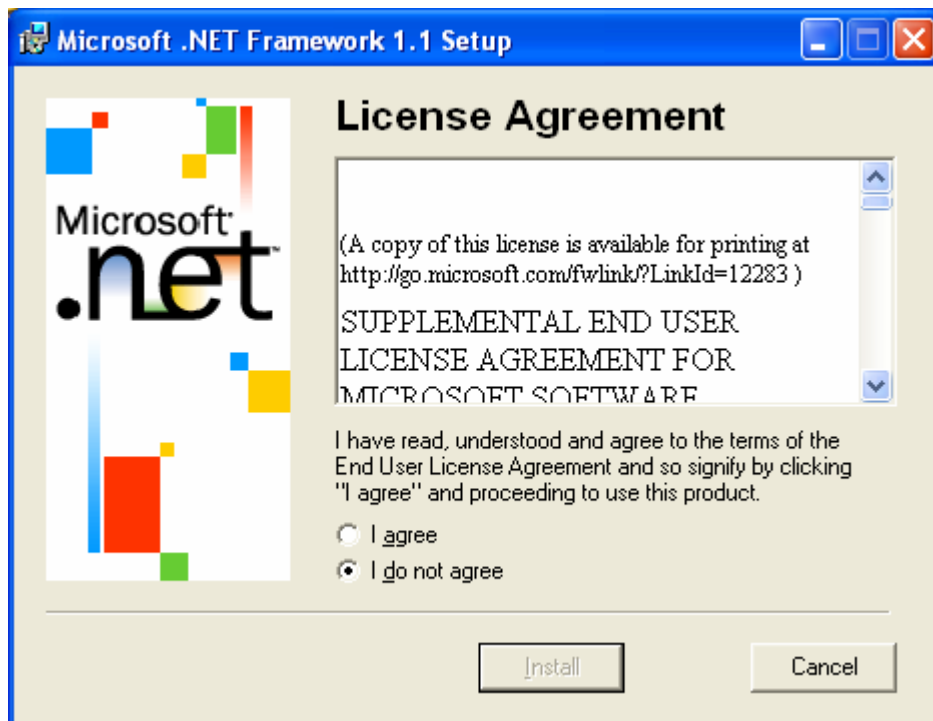 Microsoft .NET Framework 1.1 Setup
License Agreement
Microsoft
.net
(A copy of this license is available for printing at
http://go.microsoft.com/fwlink/?LinkId=12283 )
SUPPLEMENTAL END USER
LICENSE AGREEMENT FOR
MICROSOFT SOFTWARE
I have read, understood and agree to the terms of the
End User License Agreement and so signify by clicking
"I agree" and proceeding to use this product.
I agree
I do not agree
Install
Cancel